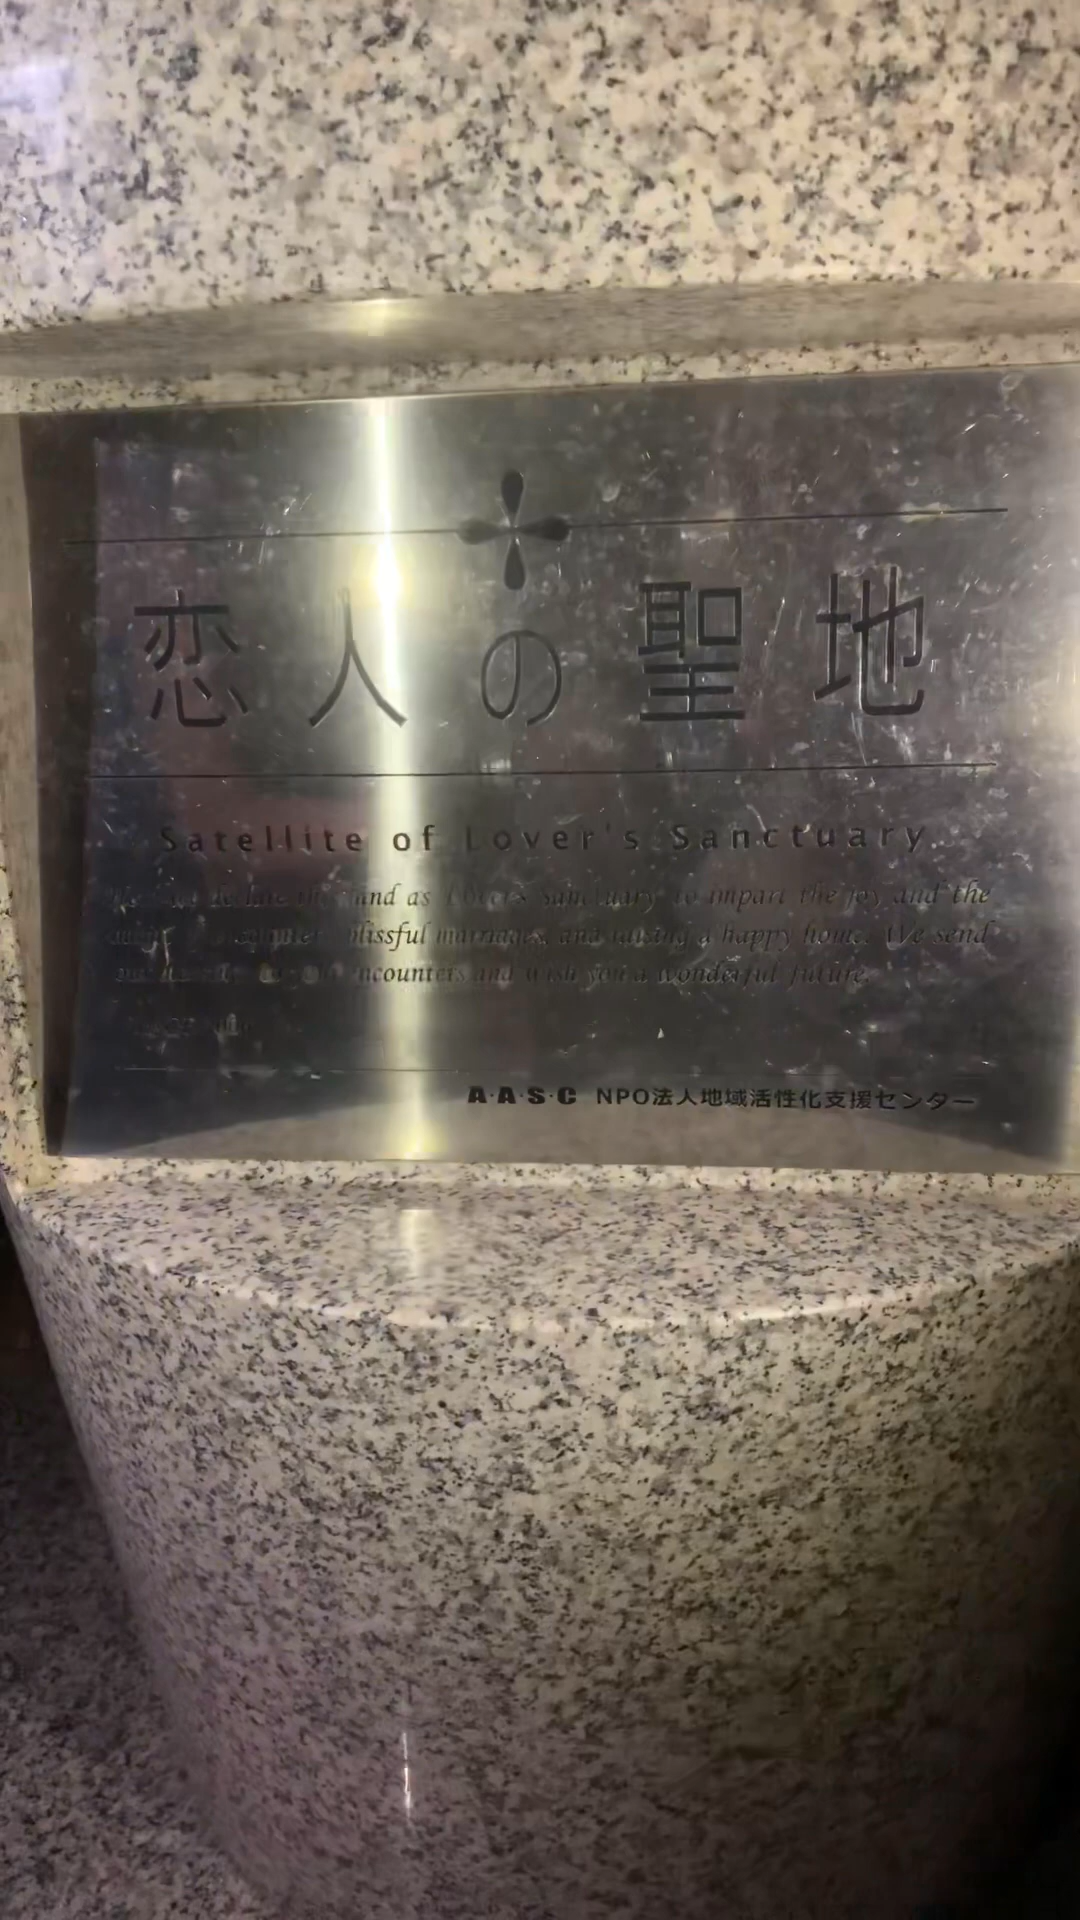 恋人の聖地
Satellite of Lover's Sanctuary
land as Lover's Sanctuary to impart the joy and the
blissful marriages, and raising a happy home. We send
encounters and wish you a wonderful future.
A・A・S・C NPO法人地域活性化支援センター